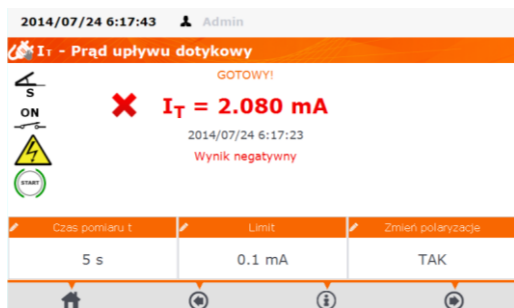 2014/07/24 6:17:43 Admin
IT - Prąd upływu dotykowy
GOTOWY!
S
ON
IT = 2.080 mA
2014/07/24 6:17:23
Wynik negatywny
START
Czas pomiaru t
Limit
Zmień polaryzacje
5 s
0.1 mA
TAK